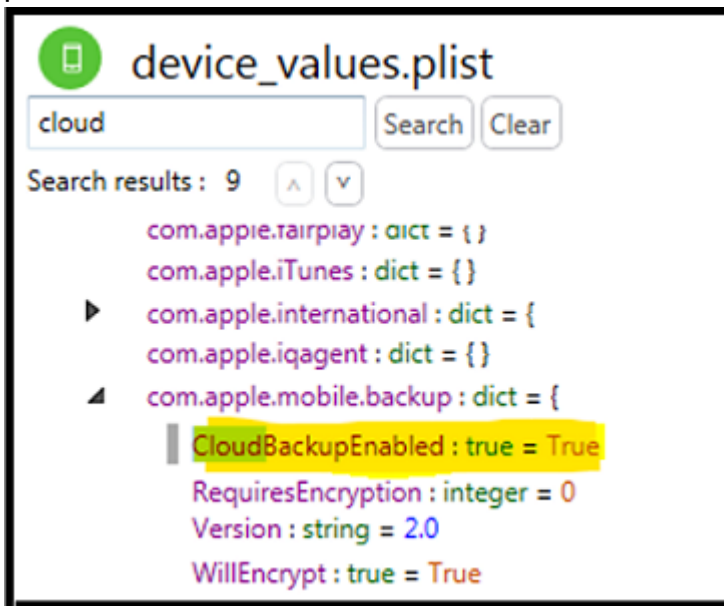 device_values.plist
cloud
Search Clear
Search results : 9
com.apple.fairplay : dict = { }
com.apple.iTunes : dict = { }
com.apple.international : dict = {
com.apple.iqagent : dict = { }
com.apple.mobile.backup : dict = {
CloudBackupEnabled : true = True
RequiresEncryption : integer = 0
Version : string = 2.0
WillEncrypt : true = True